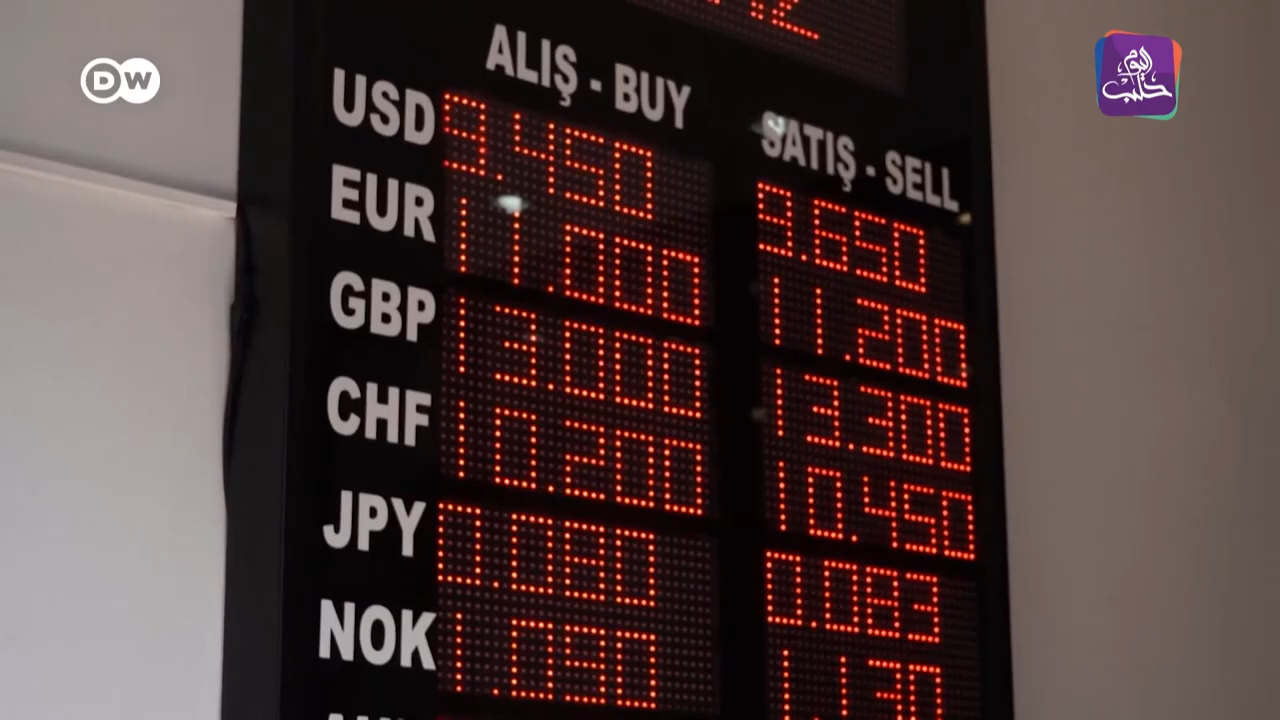 DW
حلب اليوم
ALIŞ - BUY
SATIŞ - SELL
USD 9.450 9.650
EUR 11.000 11.200
GBP 13.000 13.300
CHF 10.200 10.450
JPY 0.080 0.083
NOK 1.090 1.130